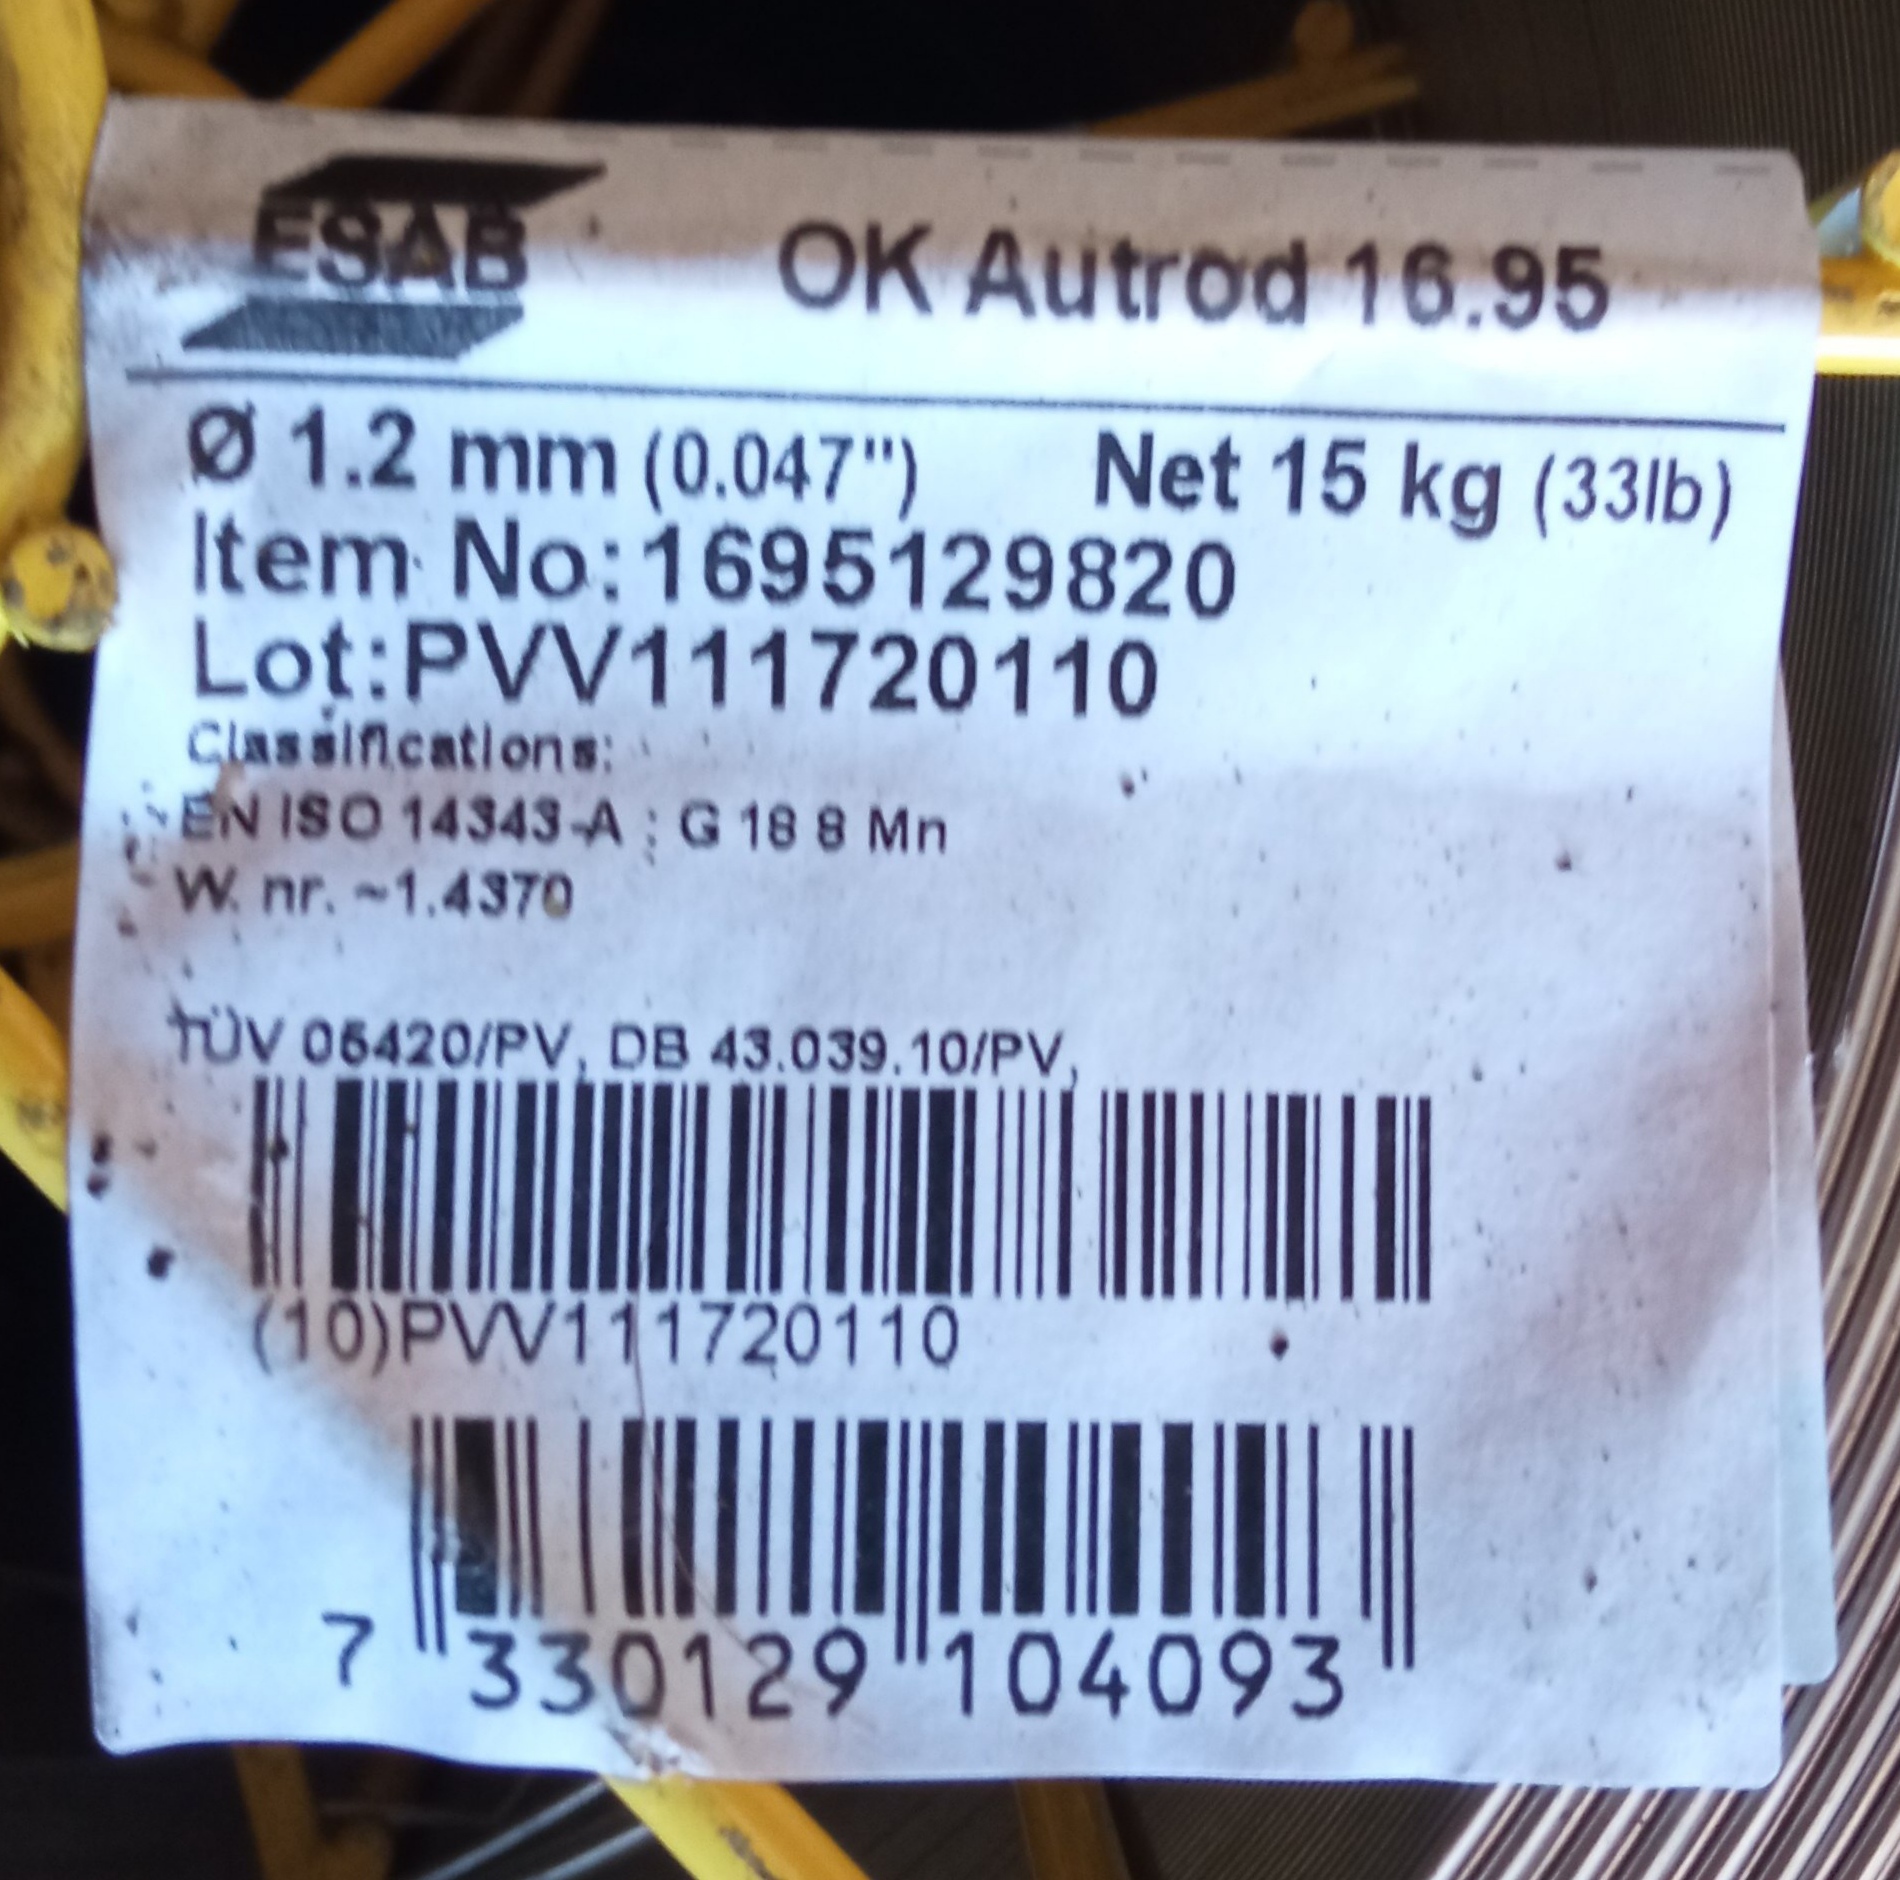 ESAB
OK Autrod 16.95
Ø 1.2 mm (0.047") Net 15 kg (33lb)
Item No:1695129820
Lot:PVV111720110
Classifications:
EN ISO 14343-A : G 18 8 Mn
W. nr. ~1.4370
TÜV 05420/PV, DB 43.039.10/PV,
(10)PVV111720110
7 330129 104093